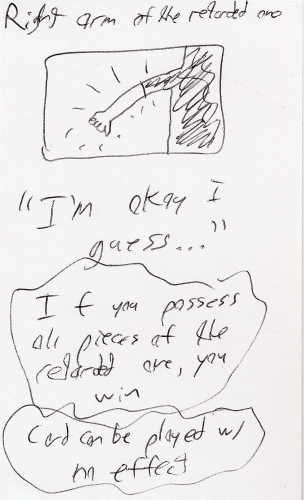 Right arm of the retarded one
"I'm okay I
guess..."
If you possess
all pieces of the
retarded one, you
win
Card can be played w/
no effect